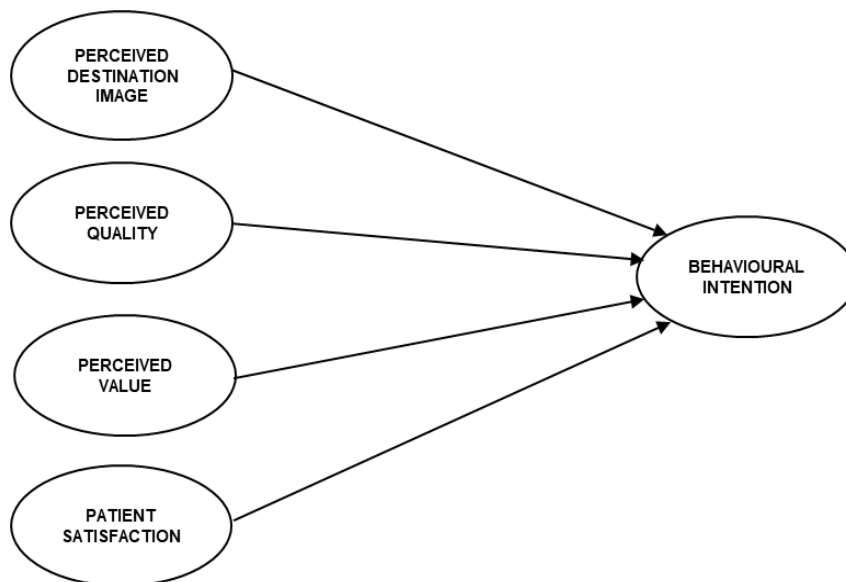 PERCEIVED
DESTINATION
IMAGE
PERCEIVED
QUALITY
PERCEIVED
VALUE
PATIENT
SATISFACTION
BEHAVIOURAL
INTENTION